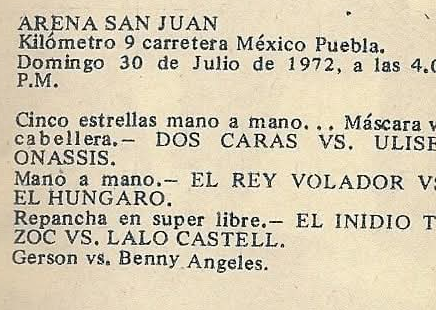 ARENA SAN JUAN
Kilómetro 9 carretera México Puebla.
Domingo 30 de Julio de 1972, a las 4.0
P.M.
Cinco estrellas mano a mano... Máscara v
cabellera.— DOS CARAS VS. ULISE
ONASSIS.
Mano a mano.— EL REY VOLADOR VS
EL HUNGARO.
Repancha en super libre.— EL INIDIO T
ZOC VS. LALO CASTELL.
Gerson vs. Benny Angeles.